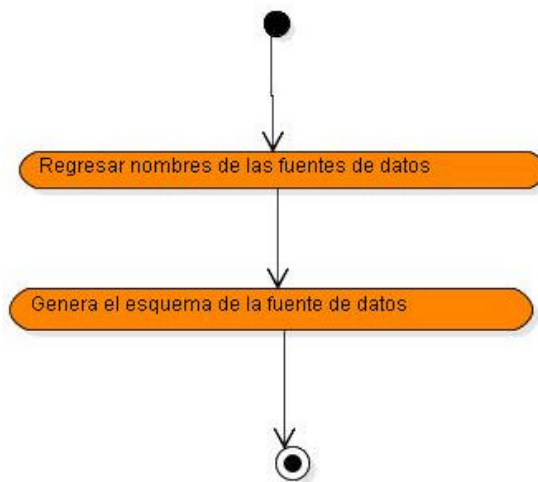 Regresar nombres de las fuentes de datos
Genera el esquema de la fuente de datos